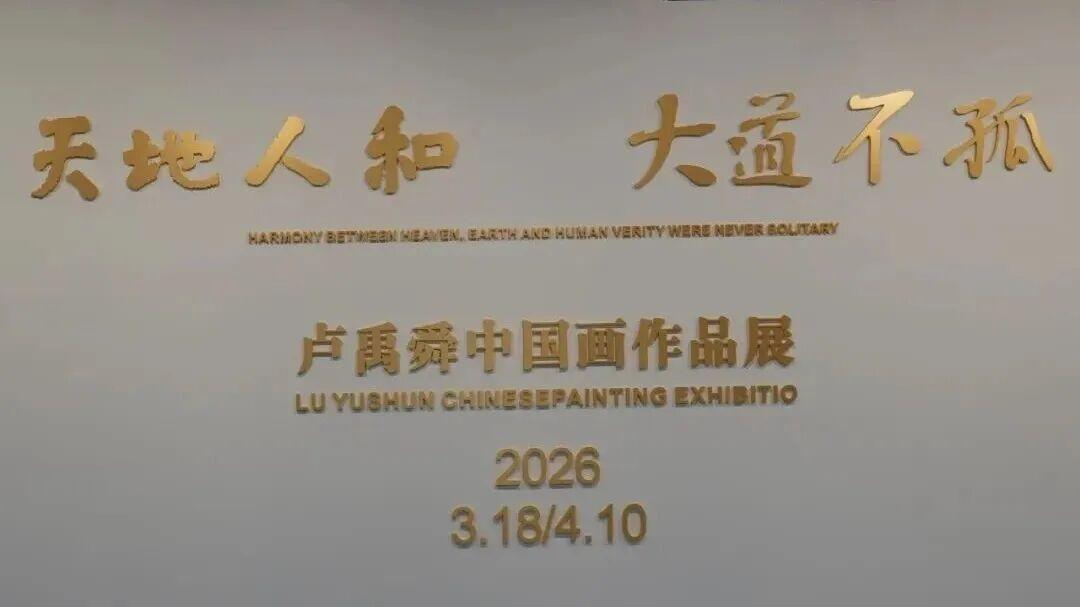 天地人和 大道不孤
HARMONY BETWEEN HEAVEN, EARTH AND HUMAN VERITY WERE NEVER SOLITARY
卢禹舜中国画作品展
LU YUSHUN CHINESEPAINTING EXHIBITIO
2026
3.18/4.10